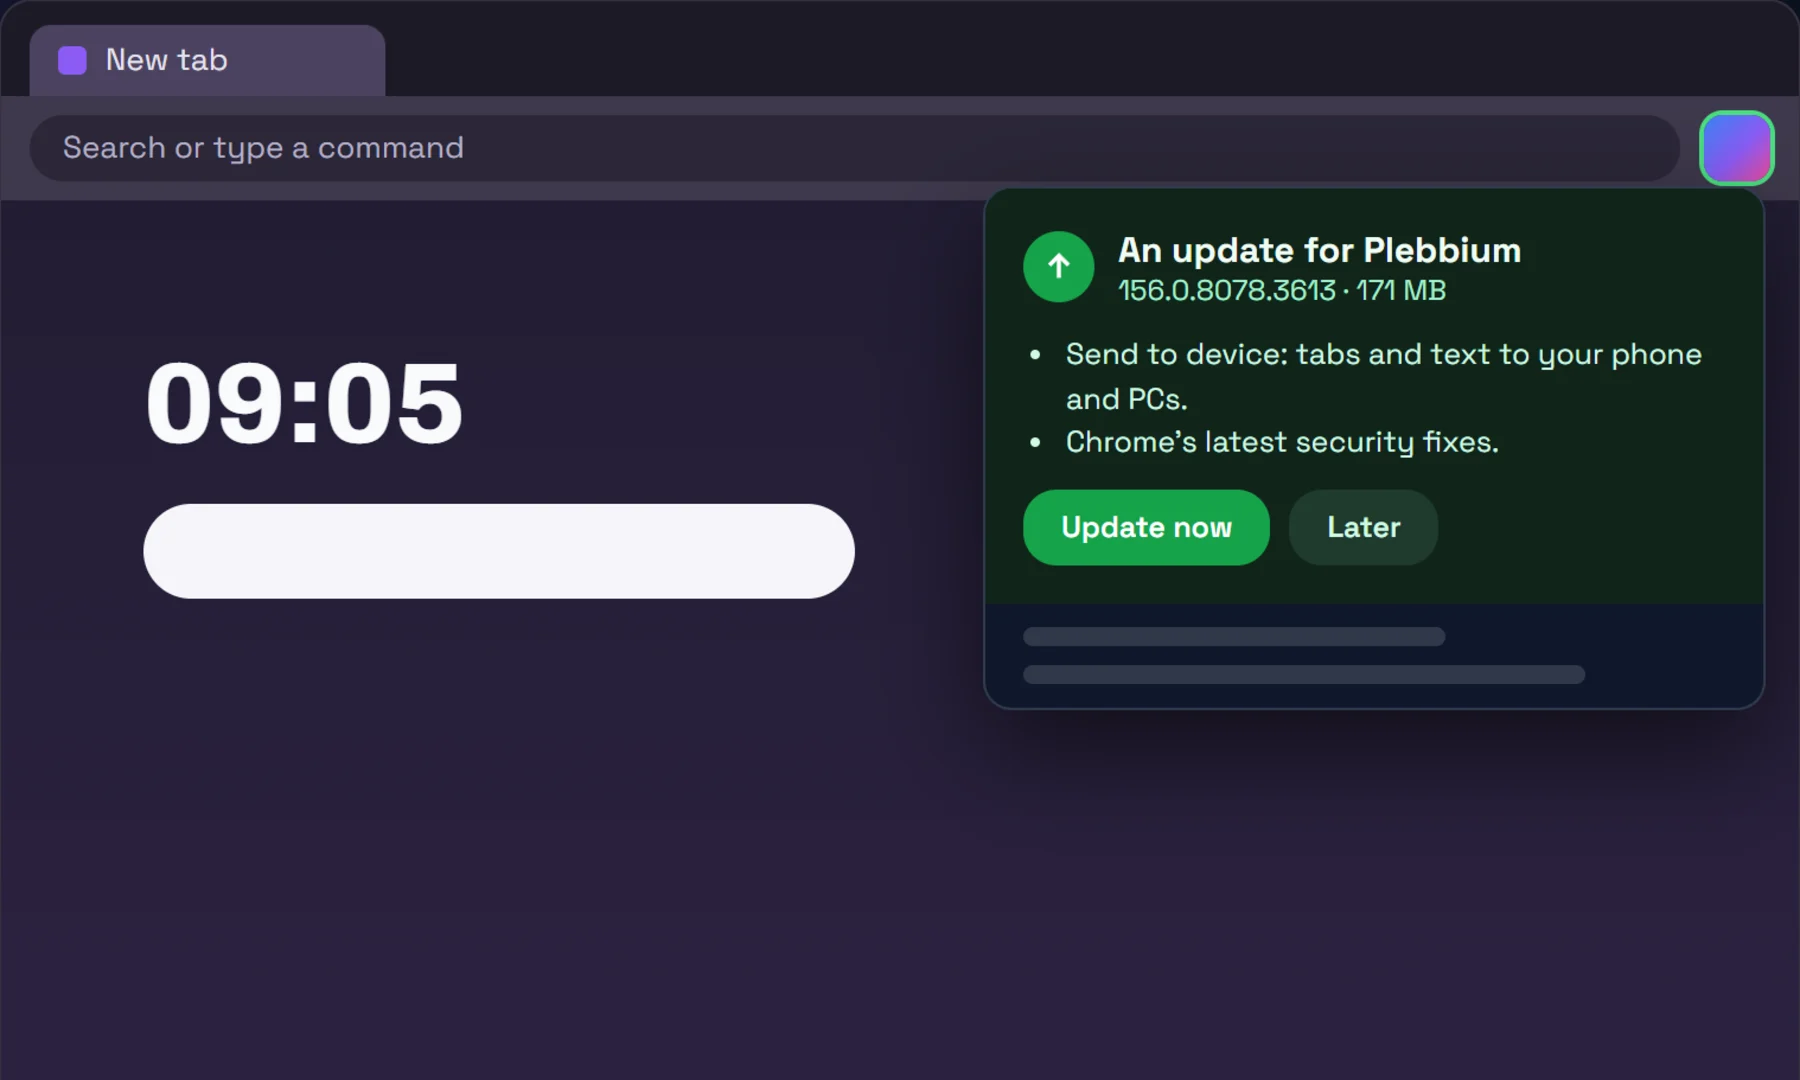 New tab
Search or type a command
09:05
An update for Plebbium
156.0.8078.3613 · 171 MB
• Send to device: tabs and text to your phone
and PCs.
• Chrome’s latest security fixes.
Update now
Later